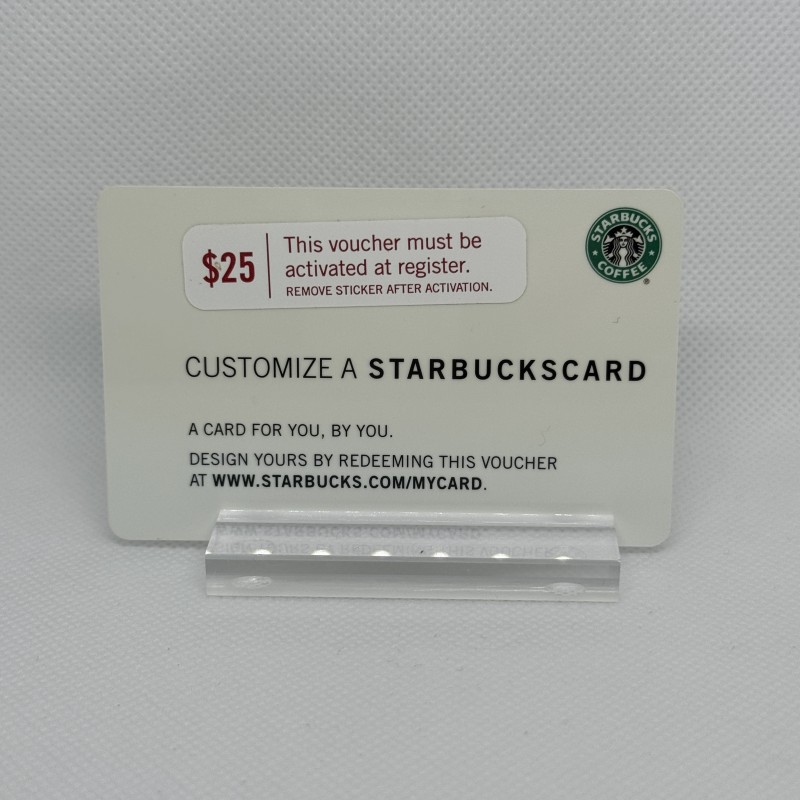 $25
This voucher must be
activated at register.
REMOVE STICKER AFTER ACTIVATION.
STARBUCKS
COFFEE
®
CUSTOMIZE A STARBUCKSCARD
A CARD FOR YOU, BY YOU.
DESIGN YOURS BY REDEEMING THIS VOUCHER
AT WWW.STARBUCKS.COM/MYCARD.